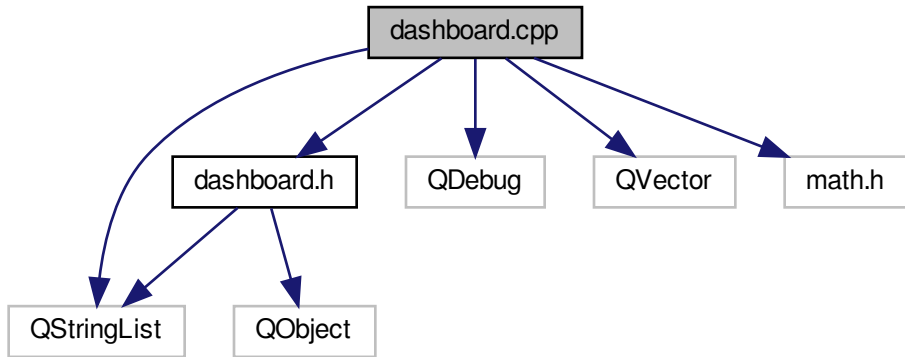 dashboard.cpp
dashboard.h
QDebug
QVector
math.h
QStringList
QObject